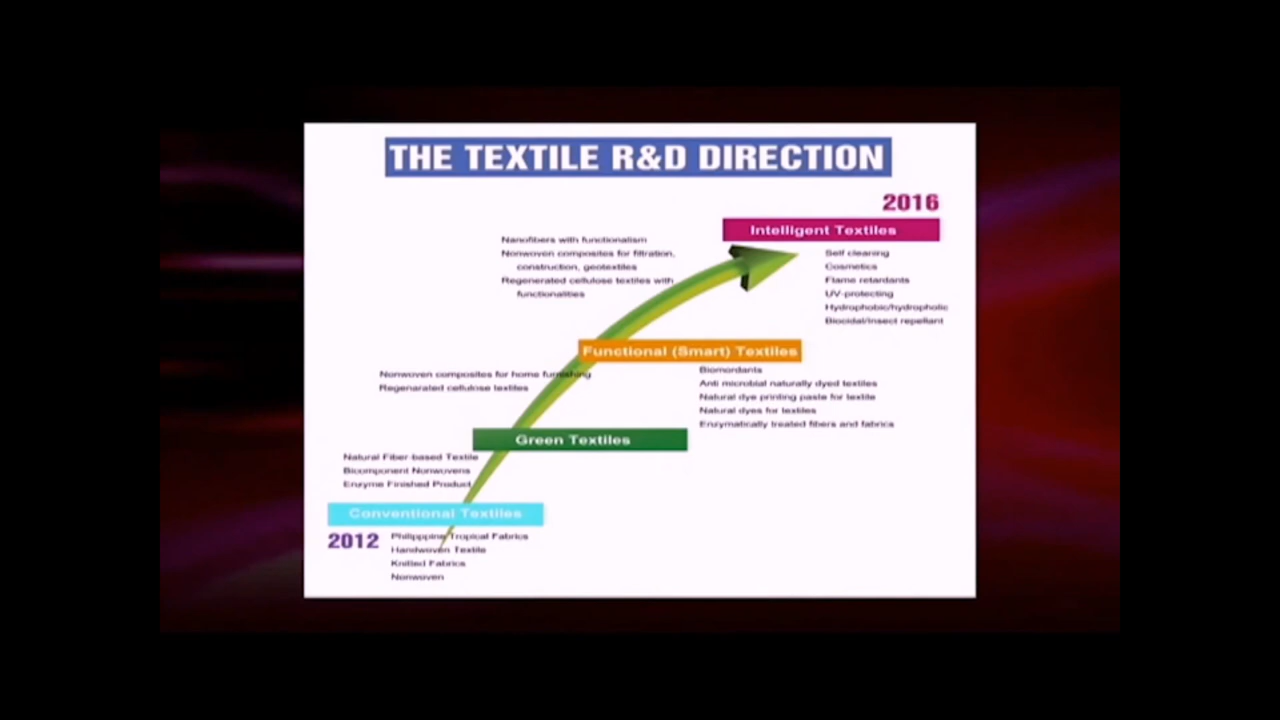 THE TEXTILE R&D DIRECTION
2016
Intelligent Textiles
Nanofibers with functionalism
Nonwoven composites for filtration,
construction, geotextiles
Regenerated cellulose textiles with
functionalities
Self cleaning
Cosmetics
Flame retardants
UV-protecting
Hydrophobic/hydropholic
Biocidal/insect repellant
Functional (Smart) Textiles
Nonwoven composites for home furnishing
Regenarated cellulose textiles
Biomordants
Anti microbial naturally dyed textiles
Natural dye printing paste for textile
Natural dyes for textiles
Enzymatically treated fibers and fabrics
Green Textiles
Natural Fiber-based Textile
Bicomponent Nonwovens
Enzyme Finished Product
Conventional Textiles
2012
Philipppine Tropical Fabrics
Handwoven Textile
Knitted Fabrics
Nonwoven